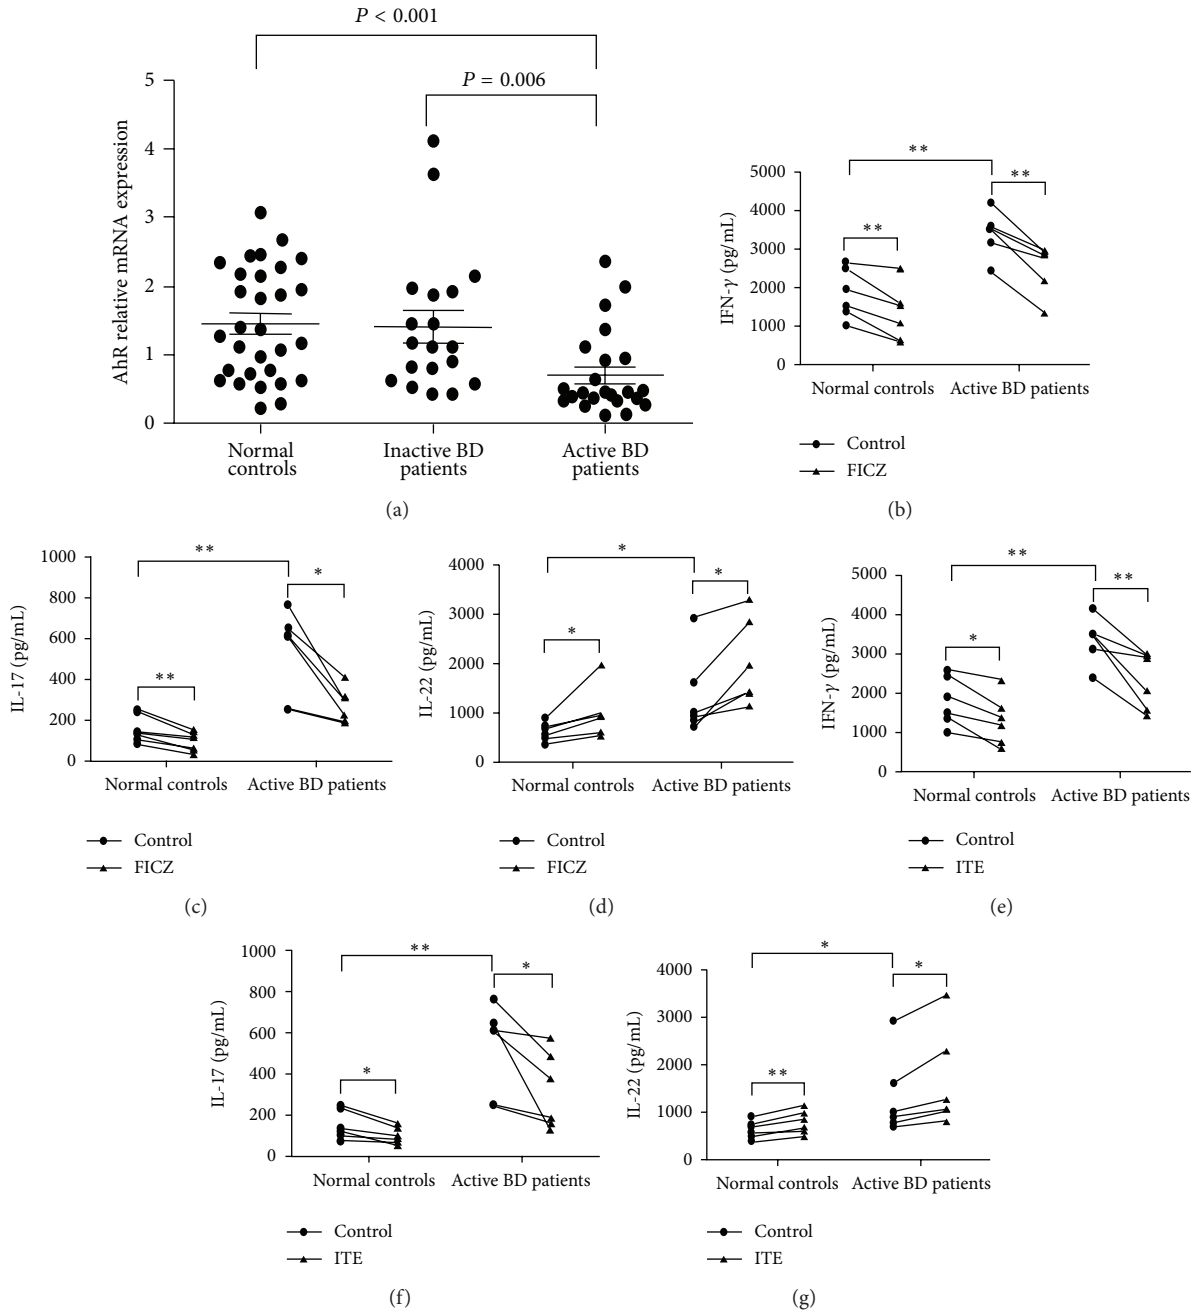 P < 0.001
P = 0.006
AhR relative mRNA expression
5
4
3
2
1
0
Normal controls
Inactive BD patients
Active BD patients
(a)
IFN-γ (pg/mL)
5000
4000
3000
2000
1000
0
**
**
**
Normal controls
Active BD patients
Control
FICZ
(b)
IL-17 (pg/mL)
1000
800
600
400
200
0
**
*
**
Normal controls
Active BD patients
Control
FICZ
(c)
IL-22 (pg/mL)
4000
3000
2000
1000
0
*
*
*
Normal controls
Active BD patients
Control
FICZ
(d)
IFN-γ (pg/mL)
5000
4000
3000
2000
1000
0
**
**
*
Normal controls
Active BD patients
Control
ITE
(e)
IL-17 (pg/mL)
1000
800
600
400
200
0
**
*
*
Normal controls
Active BD patients
Control
ITE
(f)
IL-22 (pg/mL)
4000
3000
2000
1000
0
*
*
**
Normal controls
Active BD patients
Control
ITE
(g)